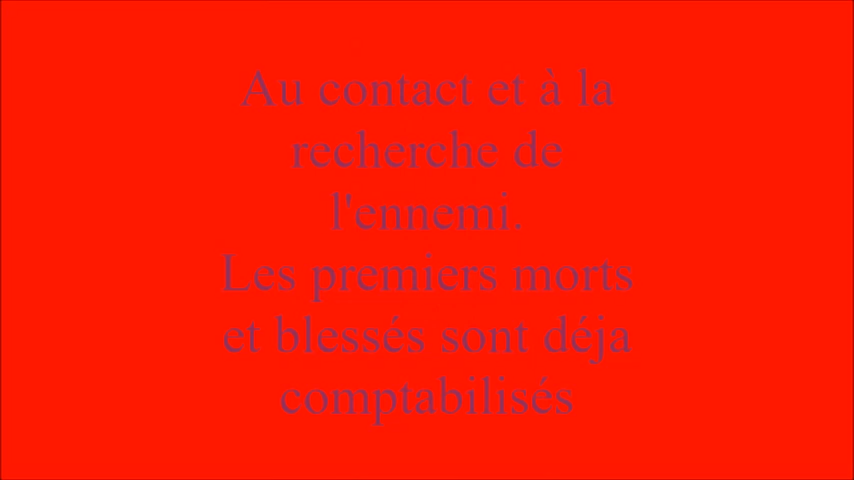 Au contact et à la
recherche de
l'ennemi.
Les premiers morts
et blessés sont déja
comptabilisés